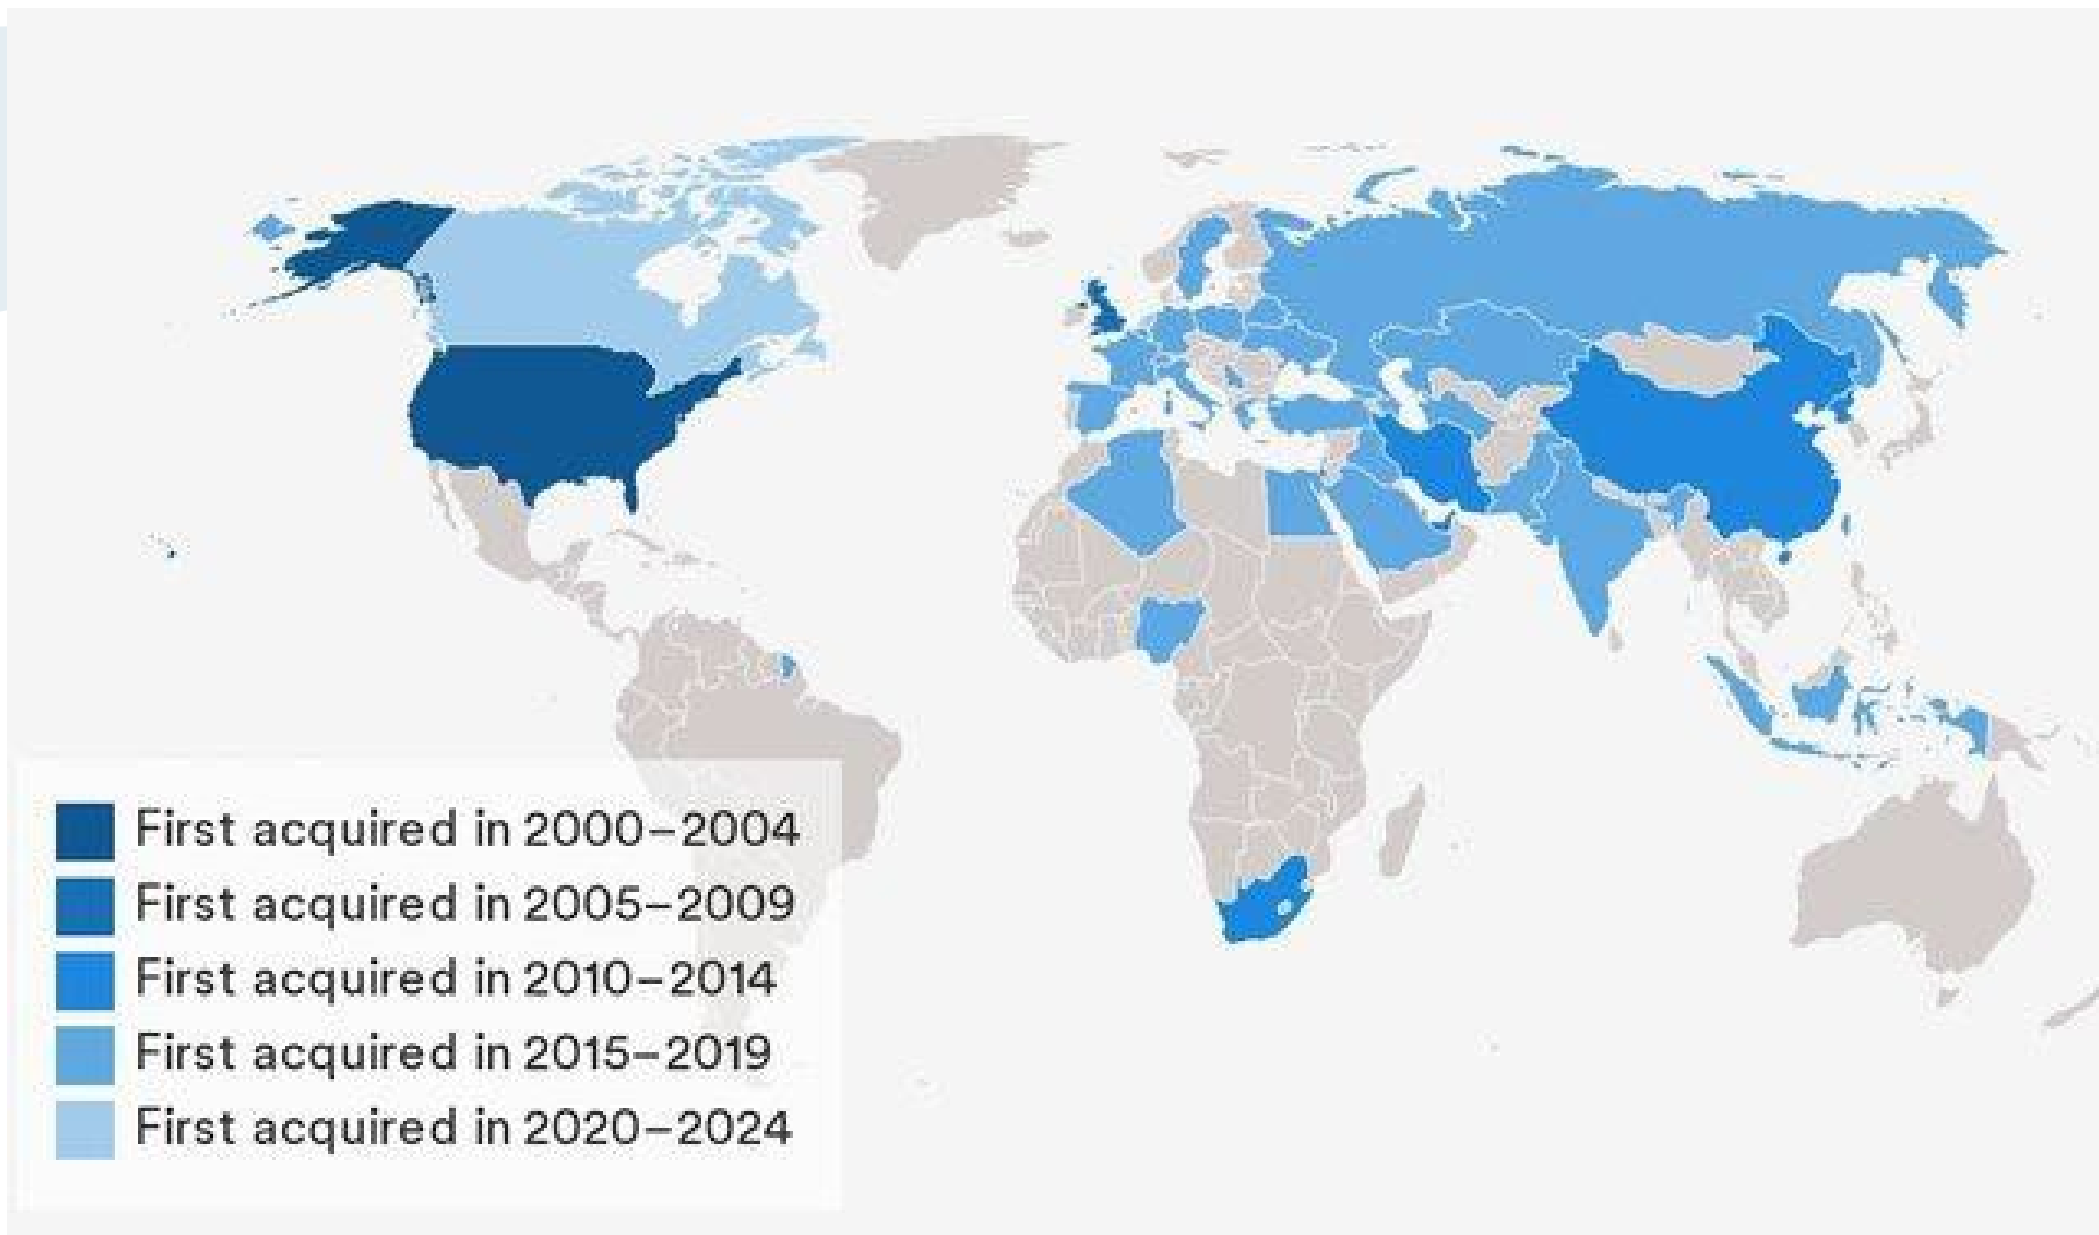 First acquired in 2000–2004
First acquired in 2005–2009
First acquired in 2010–2014
First acquired in 2015–2019
First acquired in 2020–2024